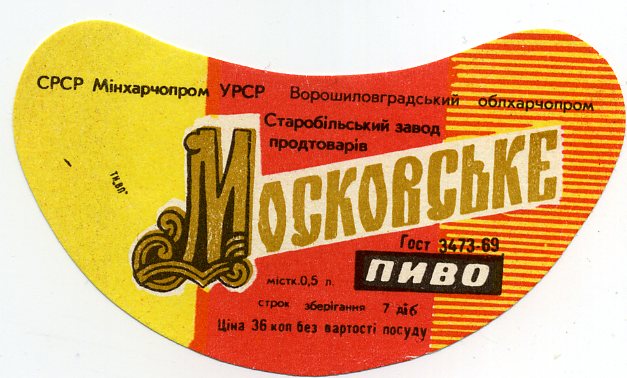 СРСР Мінхарчопром УРСР Ворошиловградський облхарчопром
Старобільський завод
продтоварів
Московське
Гост 3473-69
пиво
містк.0,5 л.
строк зберігання 7 діб
Ціна 36 коп без вартості посуду